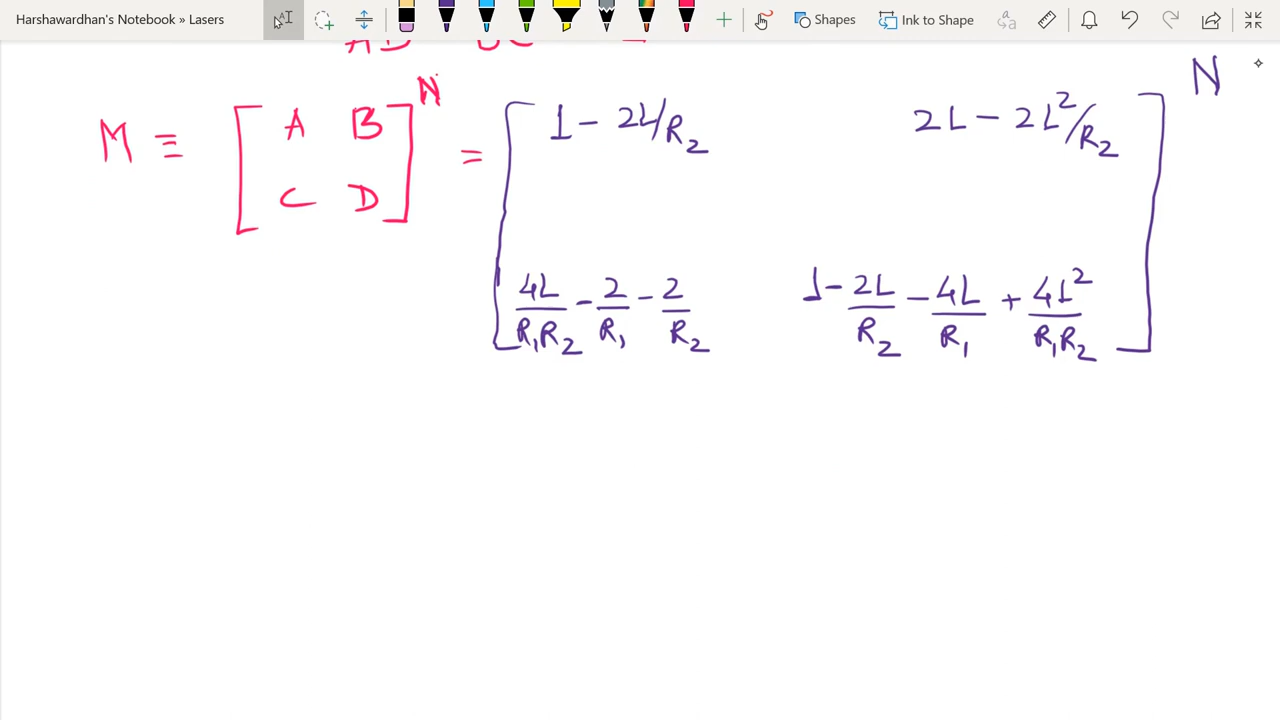 Harshawardhan's Notebook » Lasers
Shapes
Ink to Shape
M ≡ [ A B ]^N = [ 1 - 2L/R₂ 2L - 2L²/R₂ ]^N
C D
4L/R₁R₂ - 2/R₁ - 2/R₂ 1 - 2L/R₂ - 4L/R₁ + 4L²/R₁R₂